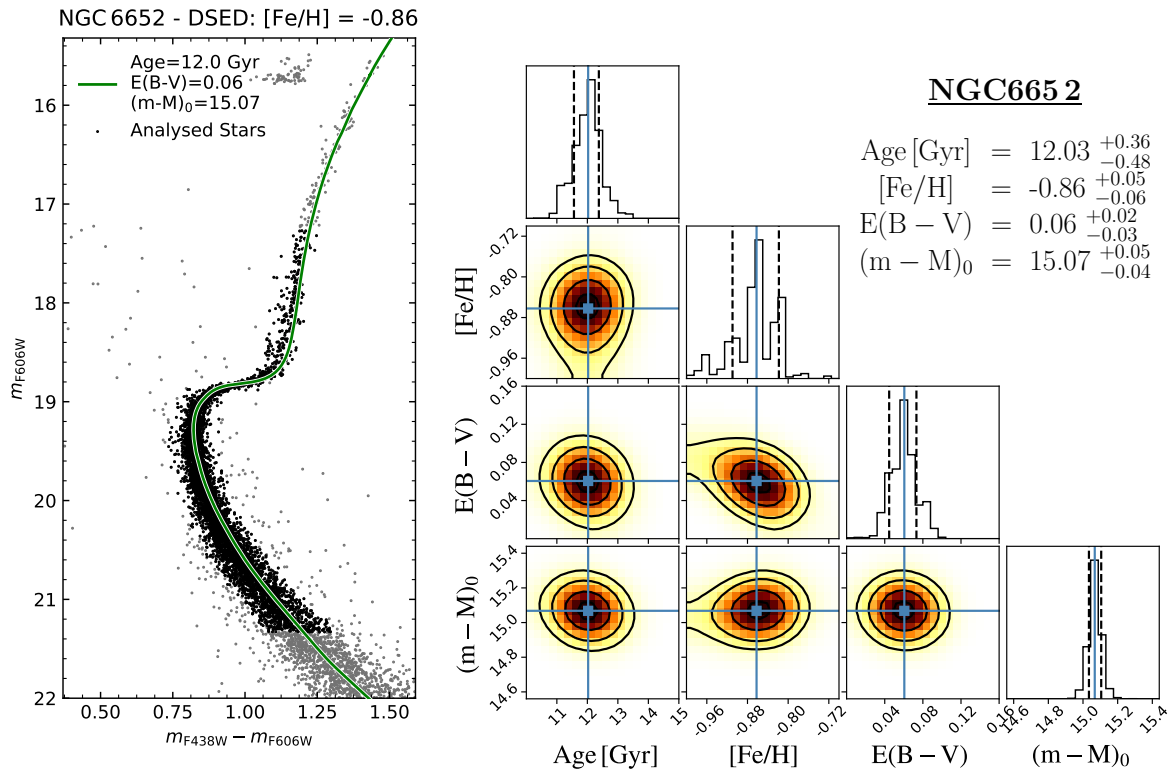 NGC 6652 - DSED: [Fe/H] = -0.86
Age=12.0 Gyr
E(B-V)=0.06
(m-M)₀=15.07
Analysed Stars
16
17
18
19
20
21
22
m_F606W
0.50
0.75
1.00
1.25
1.50
m_F438W − m_F606W
NGC665 2
Age [Gyr] = 12.03 +0.36 −0.48
[Fe/H] = -0.86 +0.05 −0.06
E(B − V) = 0.06 +0.02 −0.03
(m − M)₀ = 15.07 +0.05 −0.04
[Fe/H]
-0.72
-0.80
-0.88
-0.96
E(B − V)
0.16
0.12
0.08
0.04
(m − M)₀
15.4
15.2
15.0
14.8
14.6
11
12
13
14
15
Age [Gyr]
-0.96
-0.88
-0.80
-0.72
[Fe/H]
0.04
0.08
0.12
0.16
E(B − V)
14.6
14.8
15.0
15.2
15.4
(m − M)₀